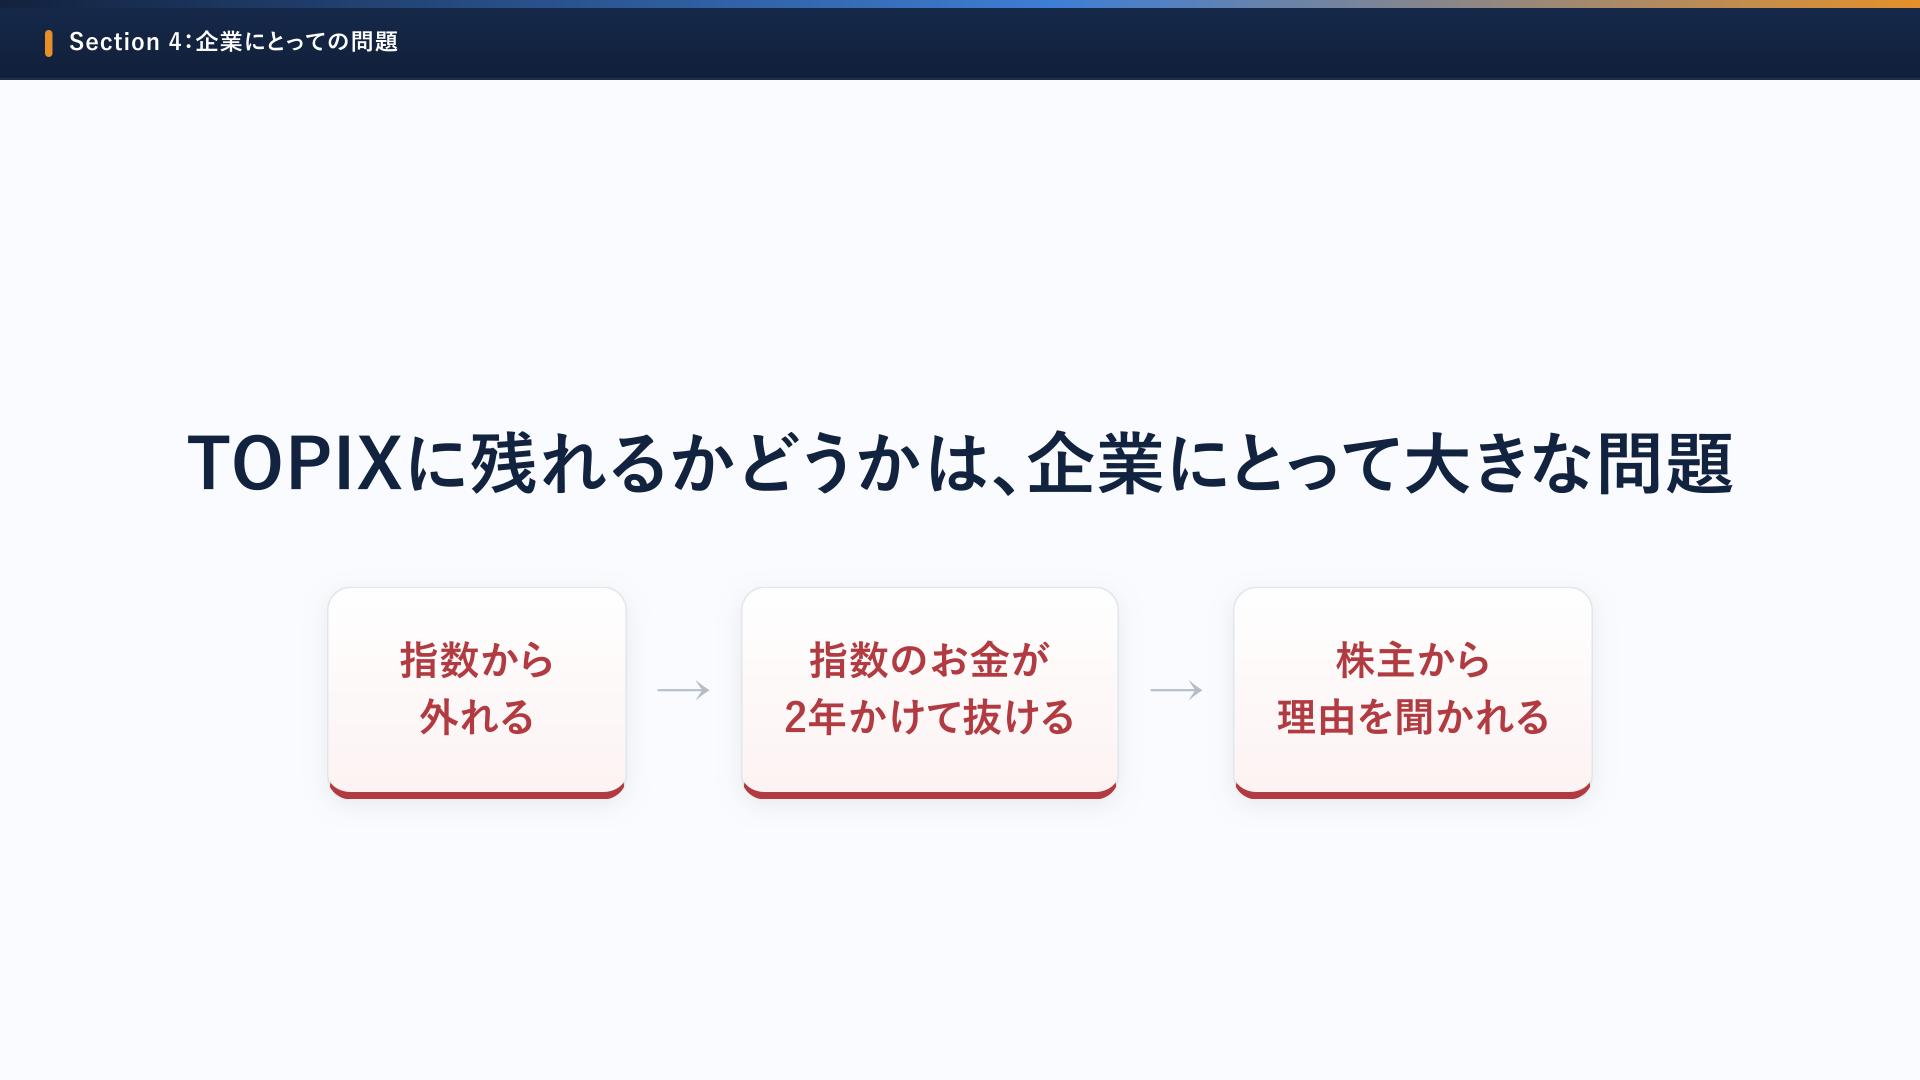 Section 4：企業にとっての問題
TOPIXに残れるかどうかは、企業にとって大きな問題
指数から
外れる
→
指数のお金が
2年かけて抜ける
→
株主から
理由を聞かれる